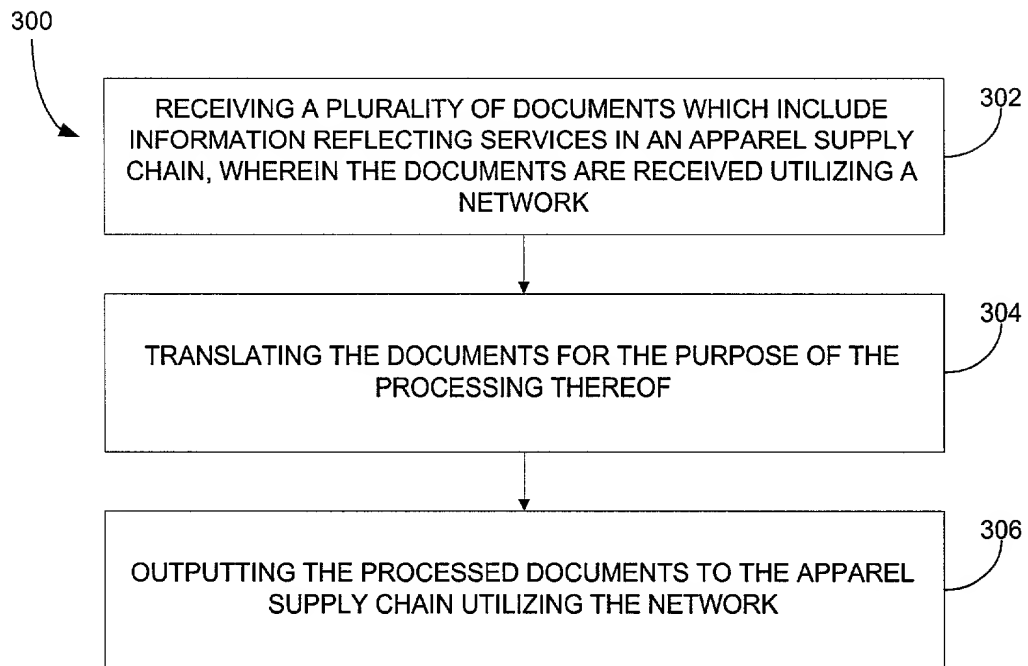 300
RECEIVING A PLURALITY OF DOCUMENTS WHICH INCLUDE
INFORMATION REFLECTING SERVICES IN AN APPAREL SUPPLY
CHAIN, WHEREIN THE DOCUMENTS ARE RECEIVED UTILIZING A
NETWORK
302
TRANSLATING THE DOCUMENTS FOR THE PURPOSE OF THE
PROCESSING THEREOF
304
OUTPUTTING THE PROCESSED DOCUMENTS TO THE APPAREL
SUPPLY CHAIN UTILIZING THE NETWORK
306